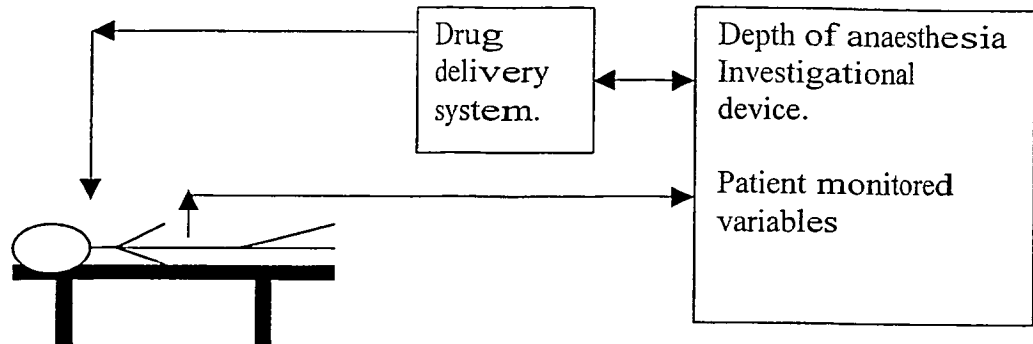 Drug
delivery
system.
Depth of anaesthesia
Investigational
device.
Patient monitored
variables